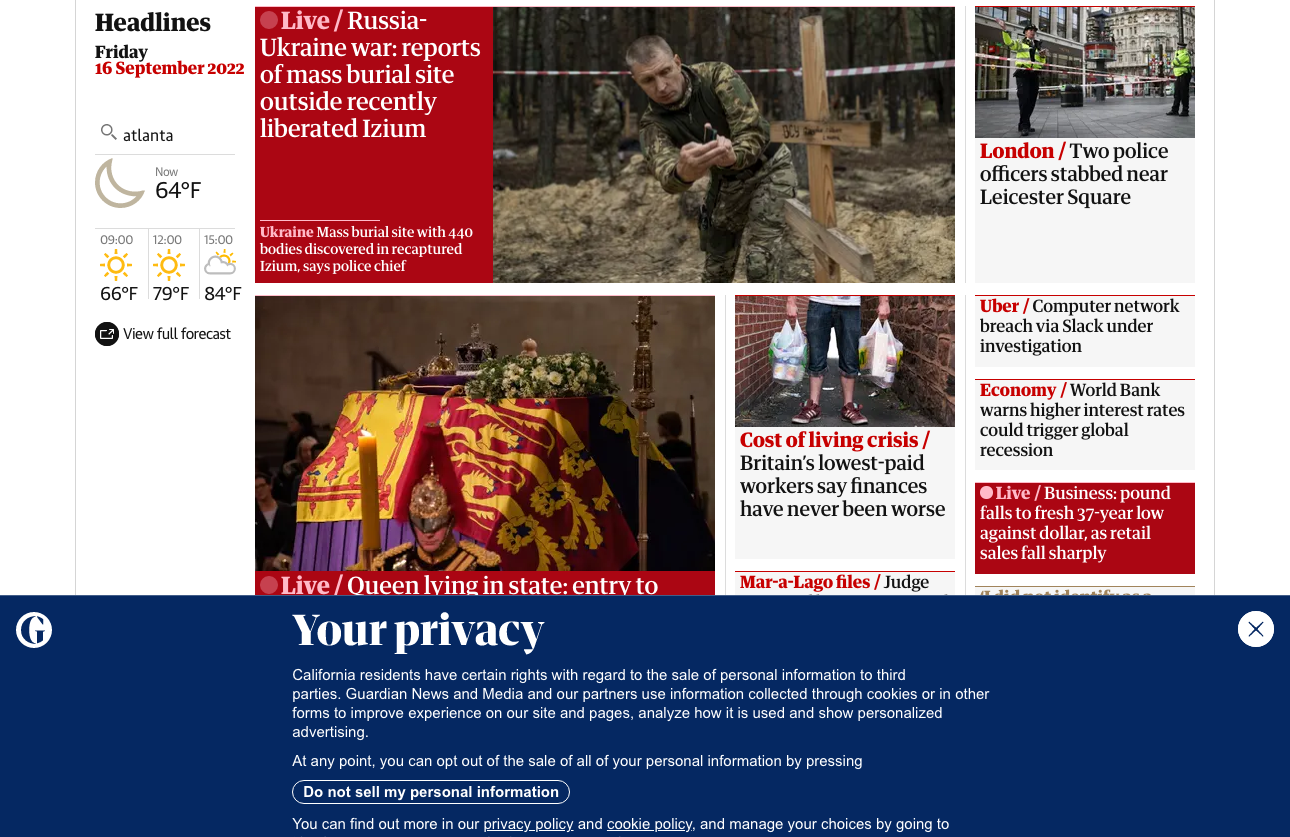 Headlines
Friday
16 September 2022
atlanta
Now
64°F
09:00
12:00
15:00
66°F
79°F
84°F
View full forecast
Live / Russia-
Ukraine war: reports
of mass burial site
outside recently
liberated Izium
Ukraine Mass burial site with 440
bodies discovered in recaptured
Izium, says police chief
London / Two police
officers stabbed near
Leicester Square
Live / Queen lying in state: entry to
Cost of living crisis /
Britain’s lowest-paid
workers say finances
have never been worse
Mar-a-Lago files / Judge
Uber / Computer network
breach via Slack under
investigation
Economy / World Bank
warns higher interest rates
could trigger global
recession
Live / Business: pound
falls to fresh 37-year low
against dollar, as retail
sales fall sharply
‘I did not identify as a
G
Your privacy
California residents have certain rights with regard to the sale of personal information to third
parties. Guardian News and Media and our partners use information collected through cookies or in other
forms to improve experience on our site and pages, analyze how it is used and show personalized
advertising.
At any point, you can opt out of the sale of all of your personal information by pressing
Do not sell my personal information
You can find out more in our privacy policy and cookie policy, and manage your choices by going to